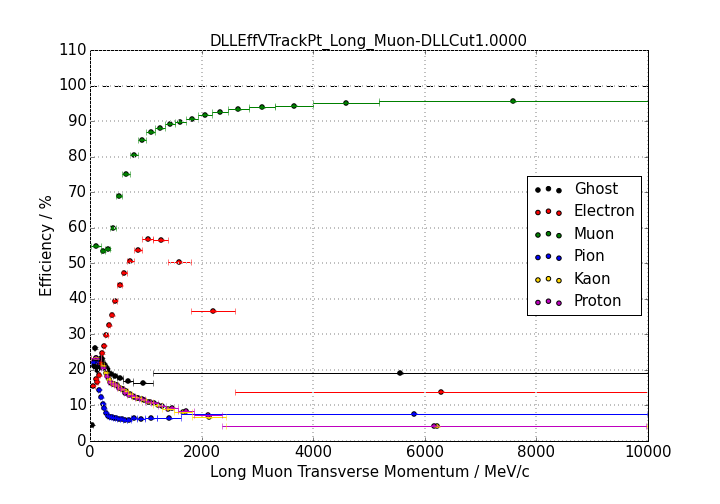 DLLEffVTrackPt_Long_Muon-DLLCut1.0000
110
100
90
80
70
60
50
40
30
20
10
0
Efficiency / %
Ghost
Electron
Muon
Pion
Kaon
Proton
0 2000 4000 6000 8000 10000
Long Muon Transverse Momentum / MeV/c